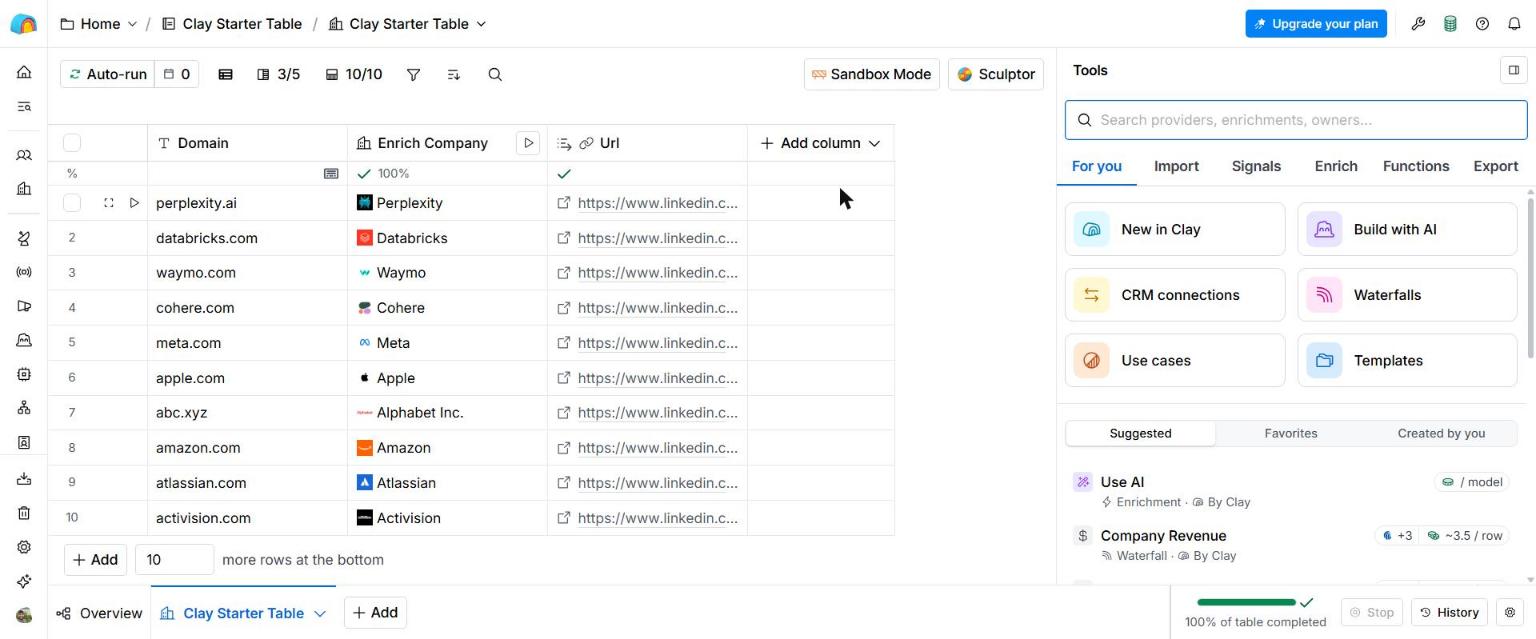 Home / Clay Starter Table / Clay Starter Table
Upgrade your plan
Auto-run 0 3/5 10/10
Sandbox Mode Sculptor
Tools
Search providers, enrichments, owners...
For you Import Signals Enrich Functions Export
Domain Enrich Company Url + Add column
% 100%
perplexity.ai Perplexity https://www.linkedin.c...
2 databricks.com Databricks https://www.linkedin.c...
3 waymo.com Waymo https://www.linkedin.c...
4 cohere.com Cohere https://www.linkedin.c...
5 meta.com Meta https://www.linkedin.c...
6 apple.com Apple https://www.linkedin.c...
7 abc.xyz Alphabet Inc. https://www.linkedin.c...
8 amazon.com Amazon https://www.linkedin.c...
9 atlassian.com Atlassian https://www.linkedin.c...
10 activision.com Activision https://www.linkedin.c...
+ Add 10 more rows at the bottom
New in Clay Build with AI
CRM connections Waterfalls
Use cases Templates
Suggested Favorites Created by you
Use AI / model
Enrichment · By Clay
Company Revenue +3 ~3.5 / row
Waterfall · By Clay
Overview Clay Starter Table + Add
100% of table completed
Stop History